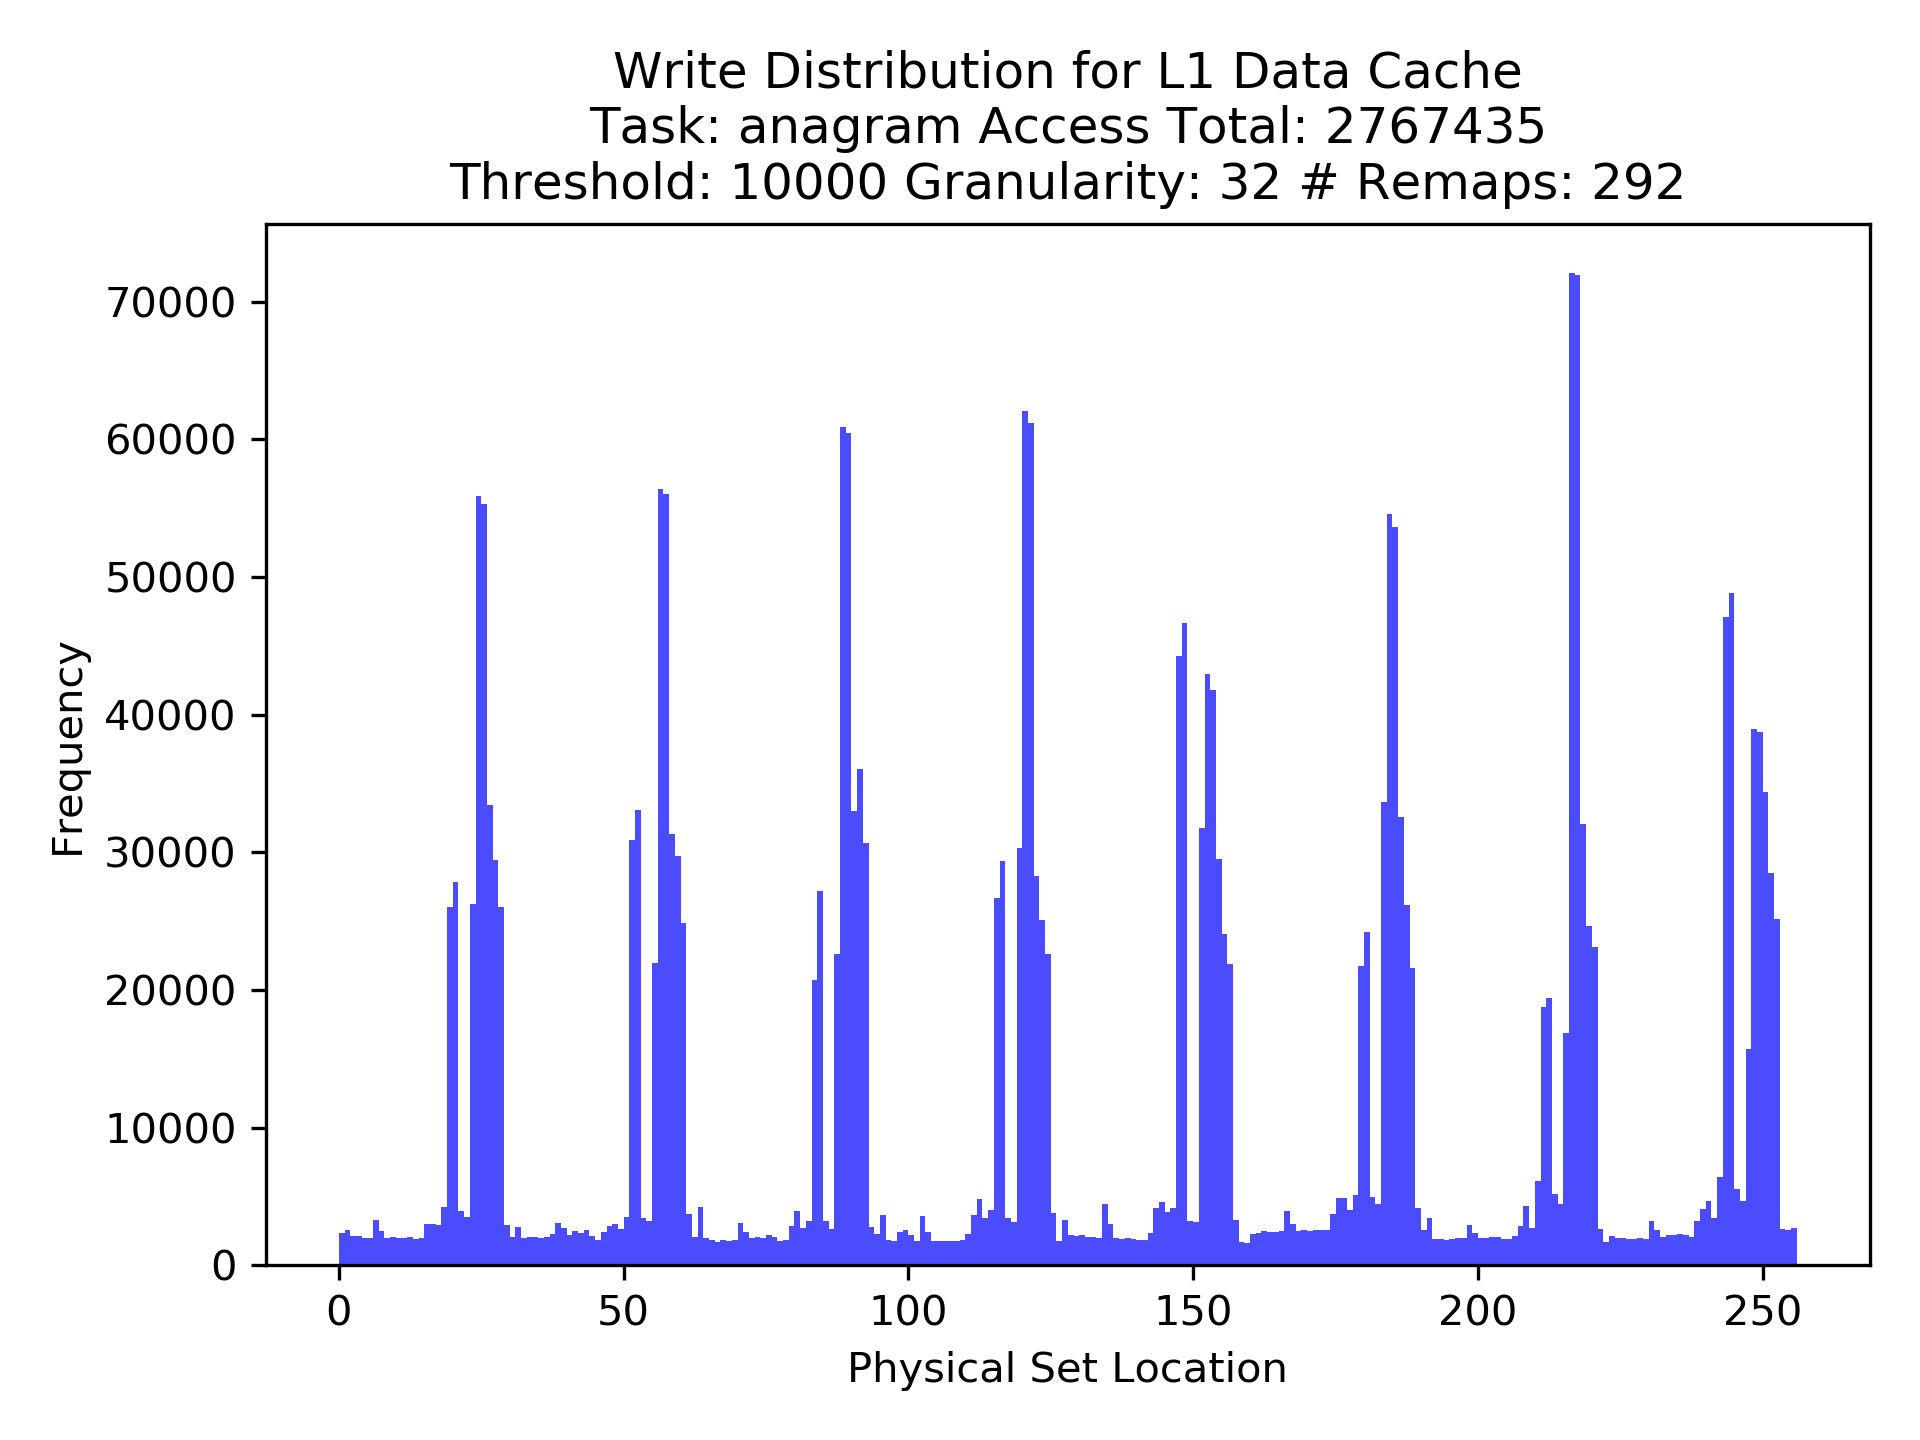 Write Distribution for L1 Data Cache
Task: anagram Access Total: 2767435
Threshold: 10000 Granularity: 32 # Remaps: 292
70000
60000
50000
40000
30000
20000
10000
0
Frequency
0 50 100 150 200 250
Physical Set Location